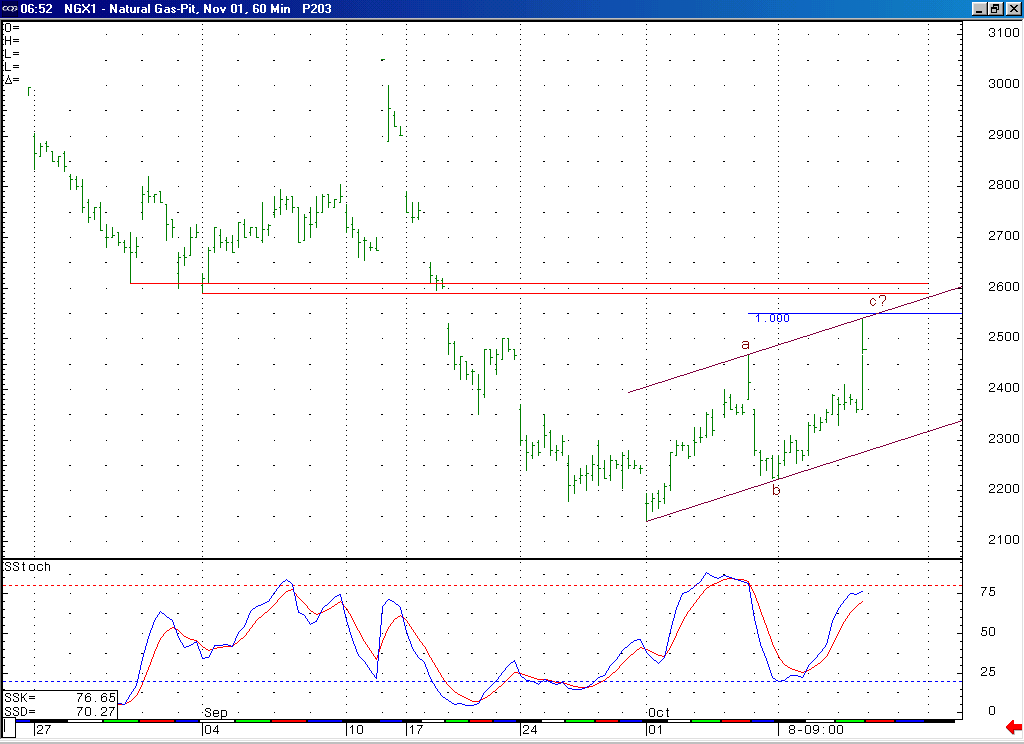 06:52 NGX1 - Natural Gas-Pit, Nov 01, 60 Min P203
O=
H=
L=
L=
Δ=
3100
3000
2900
2800
2700
2600
2500
2400
2300
2200
2100
c?
1.000
a
b
SStoch
75
50
25
0
SSK= 76.65
SSD= 70.27
Sep
Oct
27
04
10
17
24
01
8-09:00